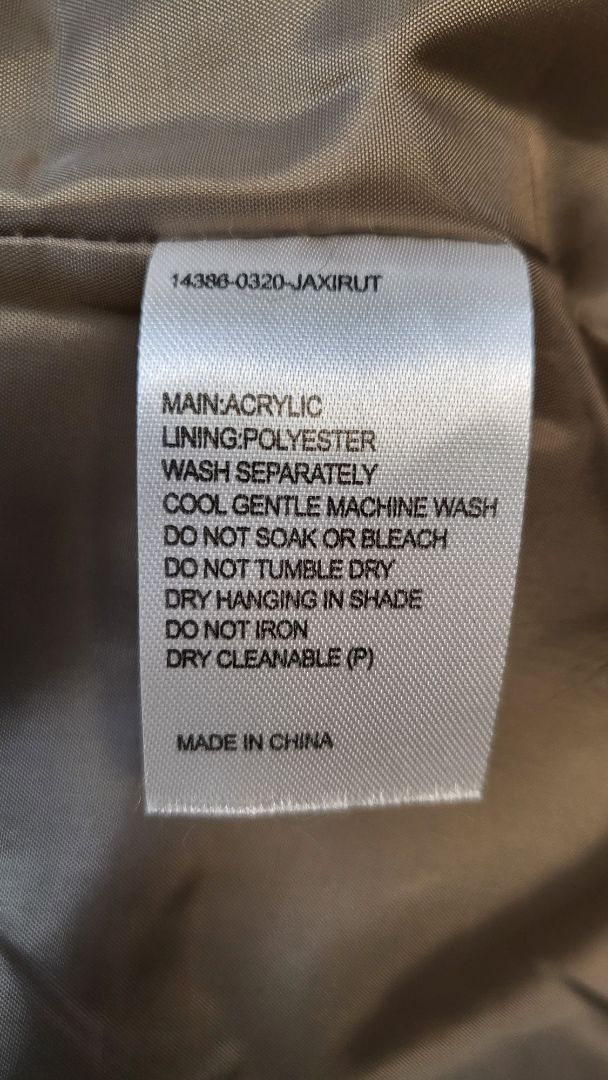 14386-0320-JAXIRUT
MAIN:ACRYLIC
LINING:POLYESTER
WASH SEPARATELY
COOL GENTLE MACHINE WASH
DO NOT SOAK OR BLEACH
DO NOT TUMBLE DRY
DRY HANGING IN SHADE
DO NOT IRON
DRY CLEANABLE (P)
MADE IN CHINA